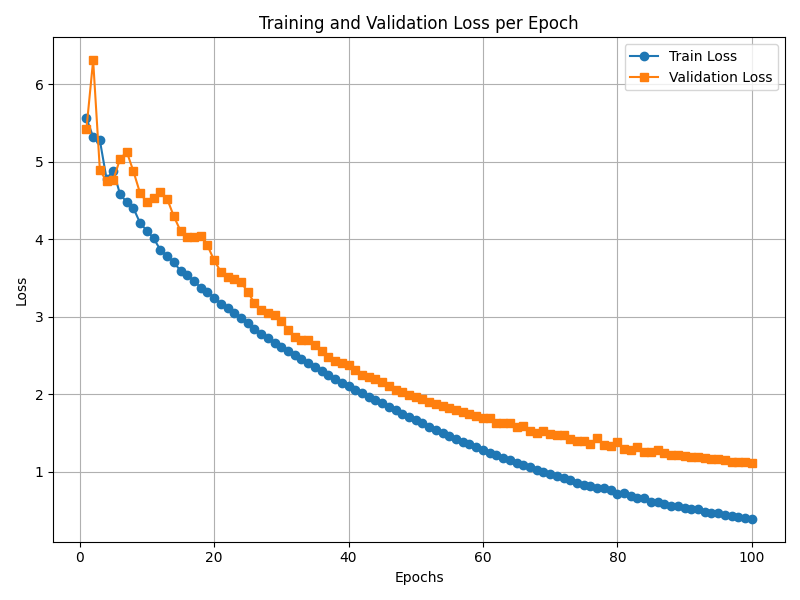 Training and Validation Loss per Epoch
Train Loss
Validation Loss
6
5
4
3
2
1
Loss
0 20 40 60 80 100
Epochs